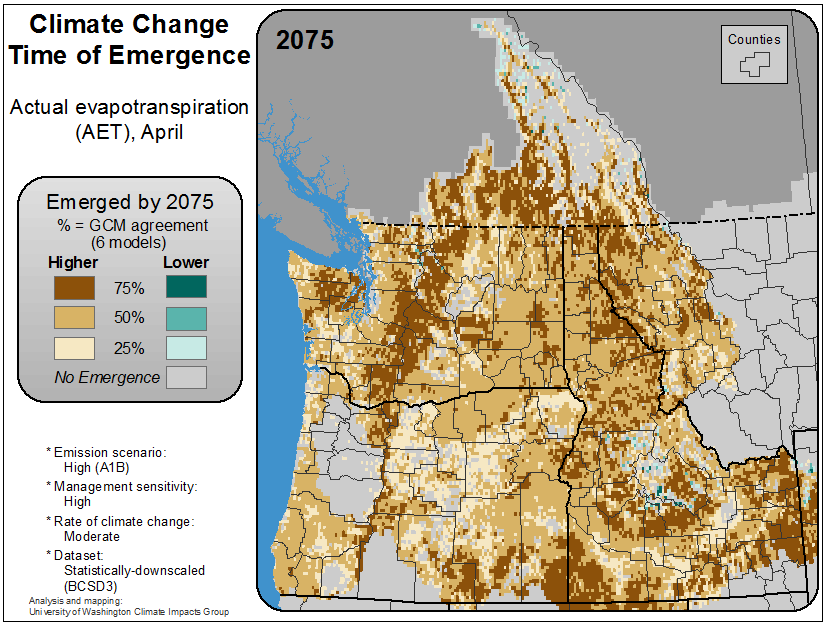 Climate Change
Time of Emergence
Actual evapotranspiration
(AET), April
Emerged by 2075
% = GCM agreement
(6 models)
Higher Lower
75%
50%
25%
No Emergence
* Emission scenario:
High (A1B)
* Management sensitivity:
High
* Rate of climate change:
Moderate
* Dataset:
Statistically-downscaled
(BCSD3)
Analysis and mapping:
University of Washington Climate Impacts Group
2075
Counties